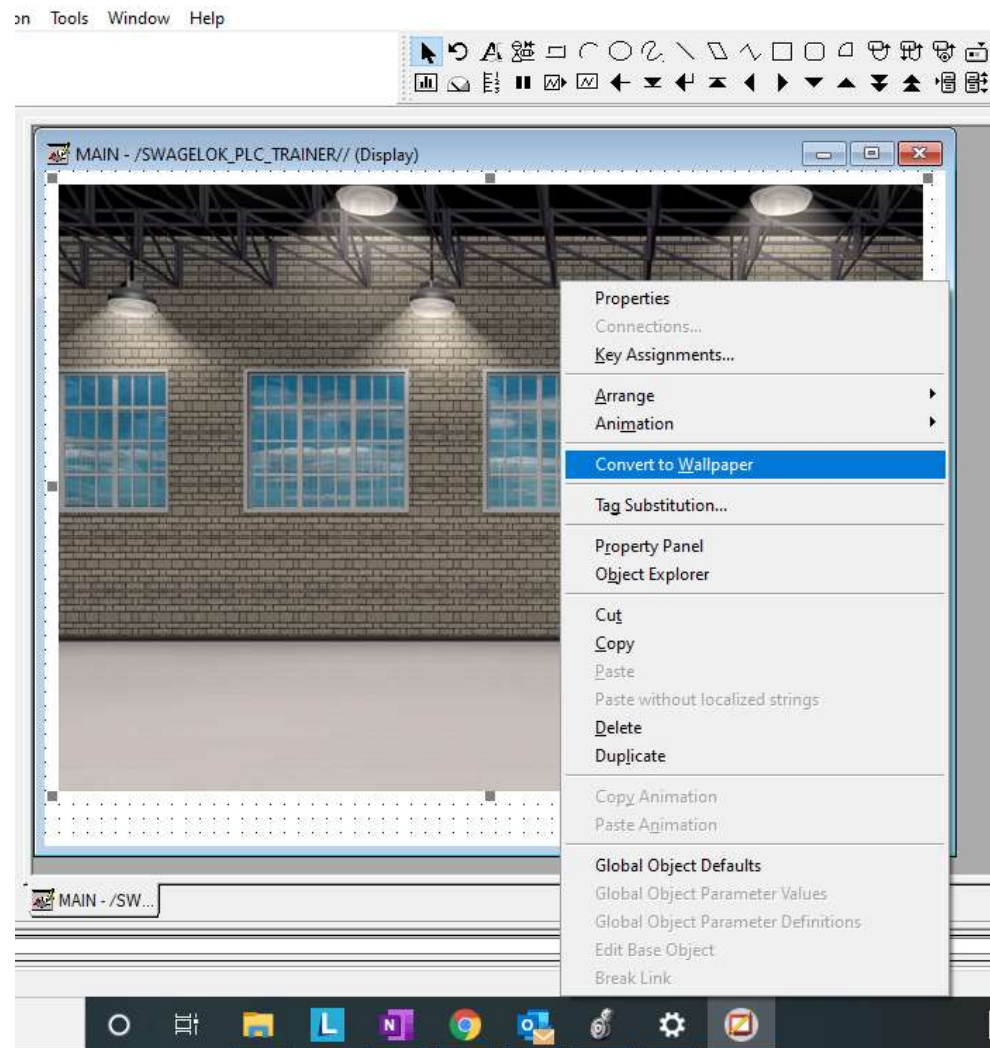 on Tools Window Help
MAIN - /SWAGELOK_PLC_TRAINER// (Display)
Properties
Connections...
Key Assignments...
Arrange
Animation
Convert to Wallpaper
Tag Substitution...
Property Panel
Object Explorer
Cut
Copy
Paste
Paste without localized strings
Delete
Duplicate
Copy Animation
Paste Animation
Global Object Defaults
Global Object Parameter Values
Global Object Parameter Definitions
Edit Base Object
Break Link
MAIN - /SW...